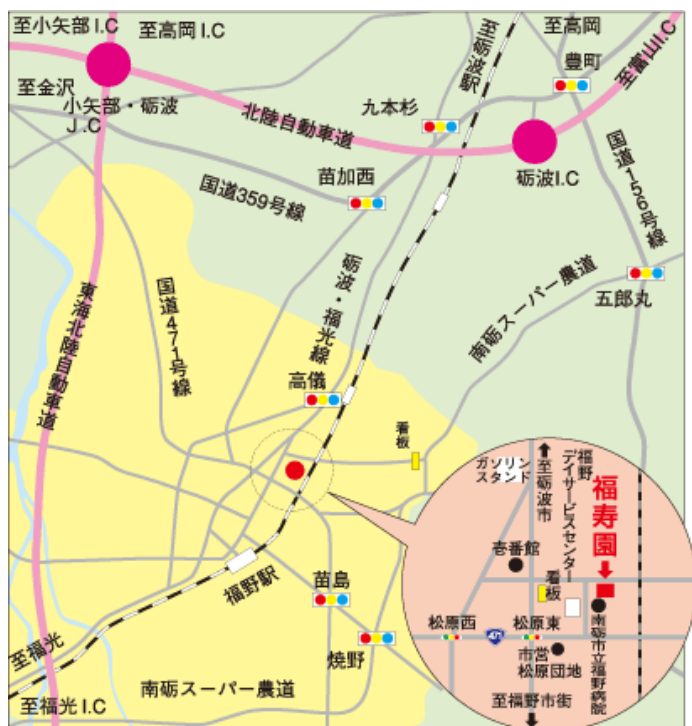 至小矢部I.C
至高岡I.C
至砺波駅
至高岡
至富山I.C
豊町
至金沢
小矢部・砺波
J.C
北陸自動車道
九本杉
砺波I.C
国道156号線
国道359号線
苗加西
五郎丸
東海北陸自動車道
国道471号線
砺波・福光線
南砺スーパー農道
高儀
看板
福野駅
苗島
焼野
至福光
至福光I.C
南砺スーパー農道
ガソリン
スタンド
至砺波市
福野
デイサービスセンター
福寿園
壱番館
看板
松原西
471
松原東
市営
松原団地
南砺市立福野病院
至福野市街